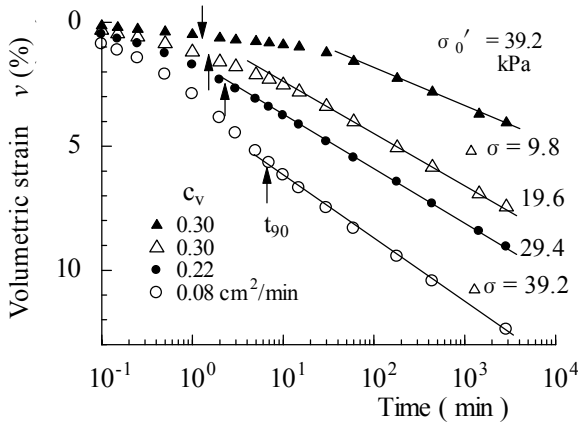 Volumetric strain v (%)
0
5
10
σ0′ = 39.2
kPa
△ σ = 9.8
19.6
29.4
△ σ = 39.2
t90
cv
▲ 0.30
△ 0.30
● 0.22
○ 0.08 cm²/min
10⁻¹ 10⁰ 10¹ 10² 10³ 10⁴
Time ( min )